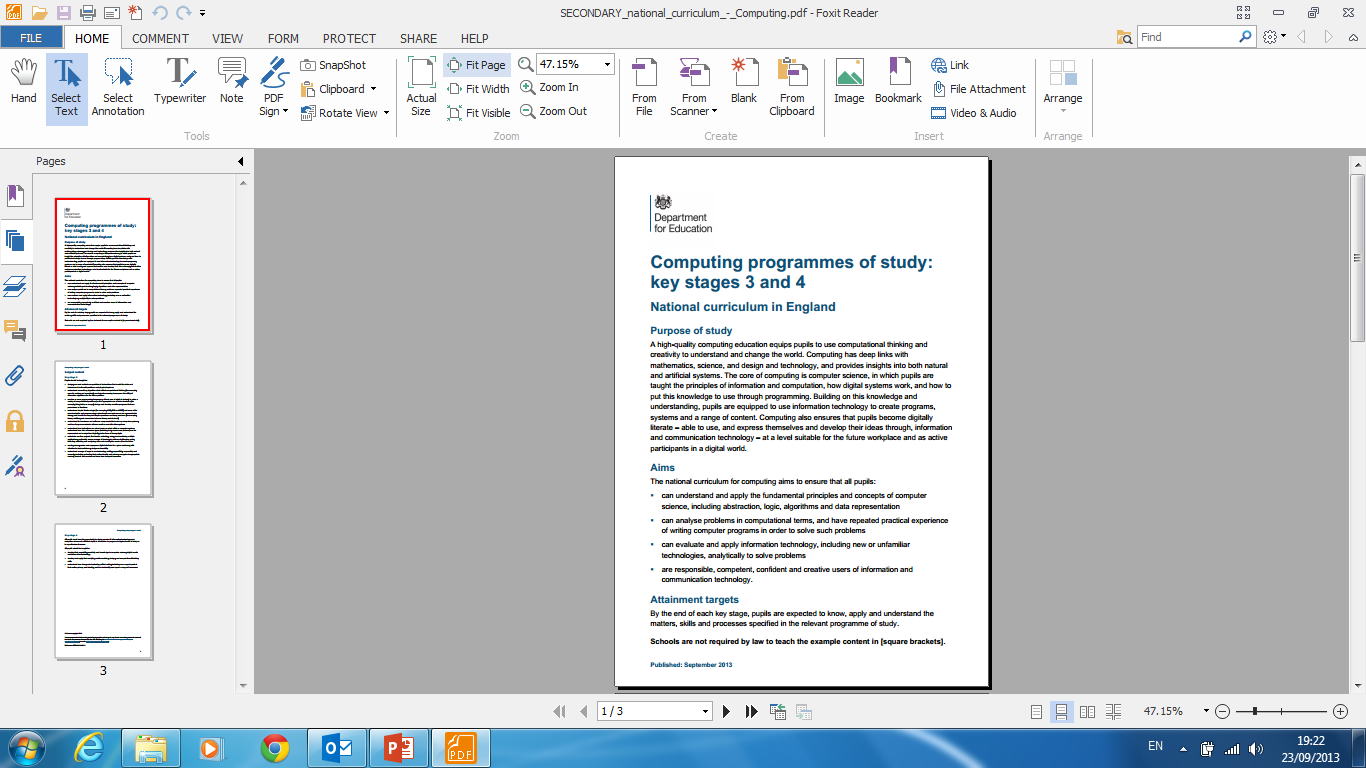 SECONDARY_national_curriculum_-_Computing.pdf - Foxit Reader
FILE HOME COMMENT VIEW FORM PROTECT SHARE HELP
Find
Hand
Select Text
Select Annotation
Typewriter
Note
PDF Sign
SnapShot
Clipboard
Rotate View
Tools
Actual Size
Fit Page
Fit Width
Fit Visible
47.15%
Zoom In
Zoom Out
Zoom
From File
From Scanner
Blank
From Clipboard
Create
Image
Bookmark
Link
File Attachment
Video & Audio
Insert
Arrange
Arrange
Pages
1
2
3
Department
for Education
Computing programmes of study:
key stages 3 and 4
National curriculum in England
Purpose of study
A high-quality computing education equips pupils to use computational thinking and
creativity to understand and change the world. Computing has deep links with
mathematics, science, and design and technology, and provides insights into both natural
and artificial systems. The core of computing is computer science, in which pupils are
taught the principles of information and computation, how digital systems work, and how to
put this knowledge to use through programming. Building on this knowledge and
understanding, pupils are equipped to use information technology to create programs,
systems and a range of content. Computing also ensures that pupils become digitally
literate – able to use, and express themselves and develop their ideas through, information
and communication technology – at a level suitable for the future workplace and as active
participants in a digital world.
Aims
The national curriculum for computing aims to ensure that all pupils:
▪ can understand and apply the fundamental principles and concepts of computer
science, including abstraction, logic, algorithms and data representation
▪ can analyse problems in computational terms, and have repeated practical experience
of writing computer programs in order to solve such problems
▪ can evaluate and apply information technology, including new or unfamiliar
technologies, analytically to solve problems
▪ are responsible, competent, confident and creative users of information and
communication technology.
Attainment targets
By the end of each key stage, pupils are expected to know, apply and understand the
matters, skills and processes specified in the relevant programme of study.
Schools are not required by law to teach the example content in [square brackets].
Published: September 2013
1 / 3
47.15%
EN
19:22
23/09/2013